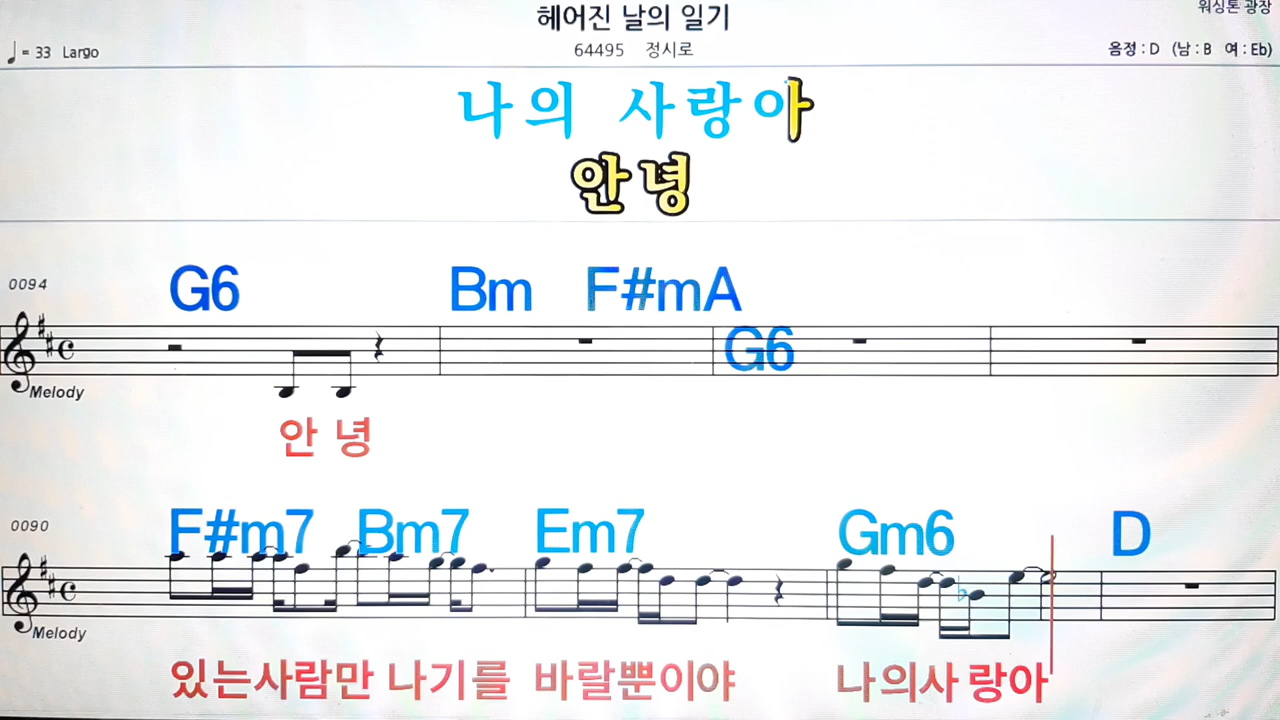 헤어진 날의 일기
워싱톤 광장
♩ = 33 Largo
64495 정시로
음정 : D (남 : B 여 : Eb)
나의 사랑아
안녕
0094
G6 Bm F#mA
G6
Melody
안 녕
0090
F#m7 Bm7 Em7 Gm6 D
Melody
있는사람만 나기를 바랄뿐이야 나의사 랑아